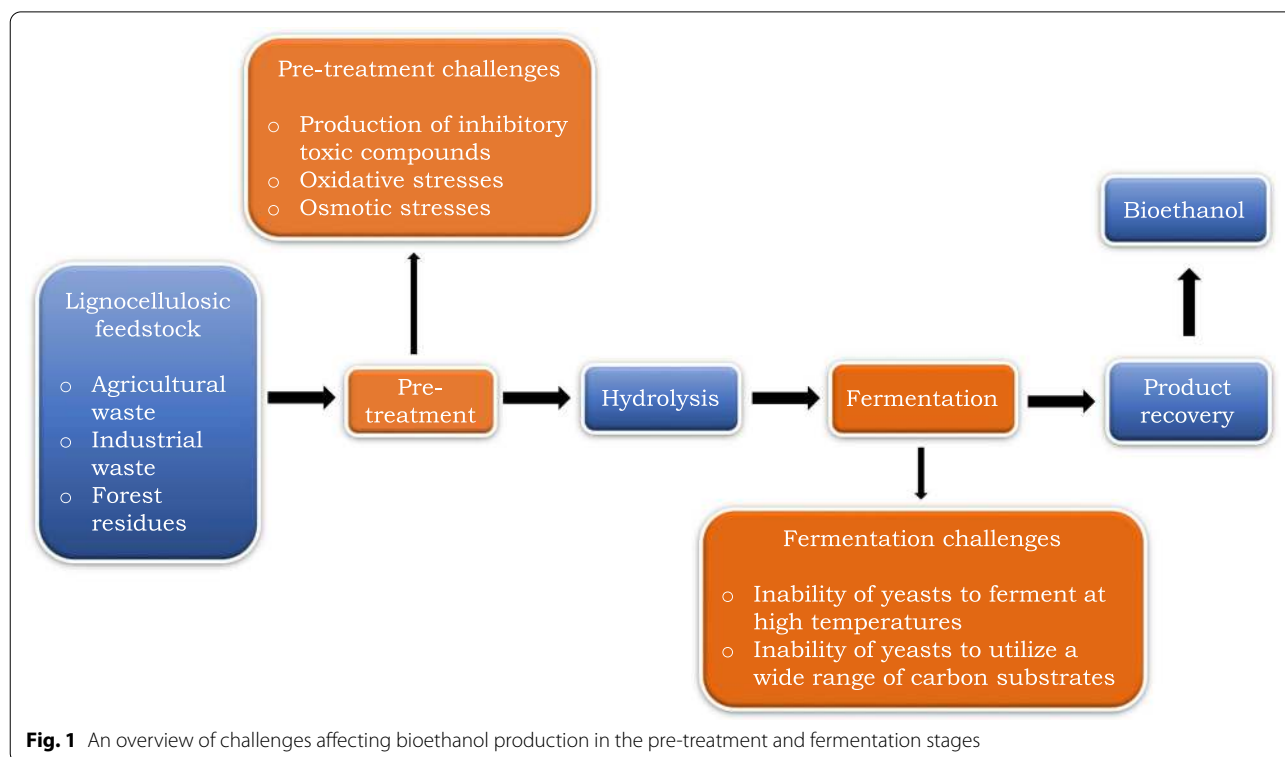 Pre-treatment challenges
o Production of inhibitory
toxic compounds
o Oxidative stresses
o Osmotic stresses
Bioethanol
Lignocellulosic
feedstock
o Agricultural
waste
o Industrial
waste
o Forest
residues
Pre-
treatment
Hydrolysis
Fermentation
Product
recovery
Fermentation challenges
o Inability of yeasts to ferment at
high temperatures
o Inability of yeasts to utilize a
wide range of carbon substrates
Fig. 1 An overview of challenges affecting bioethanol production in the pre-treatment and fermentation stages